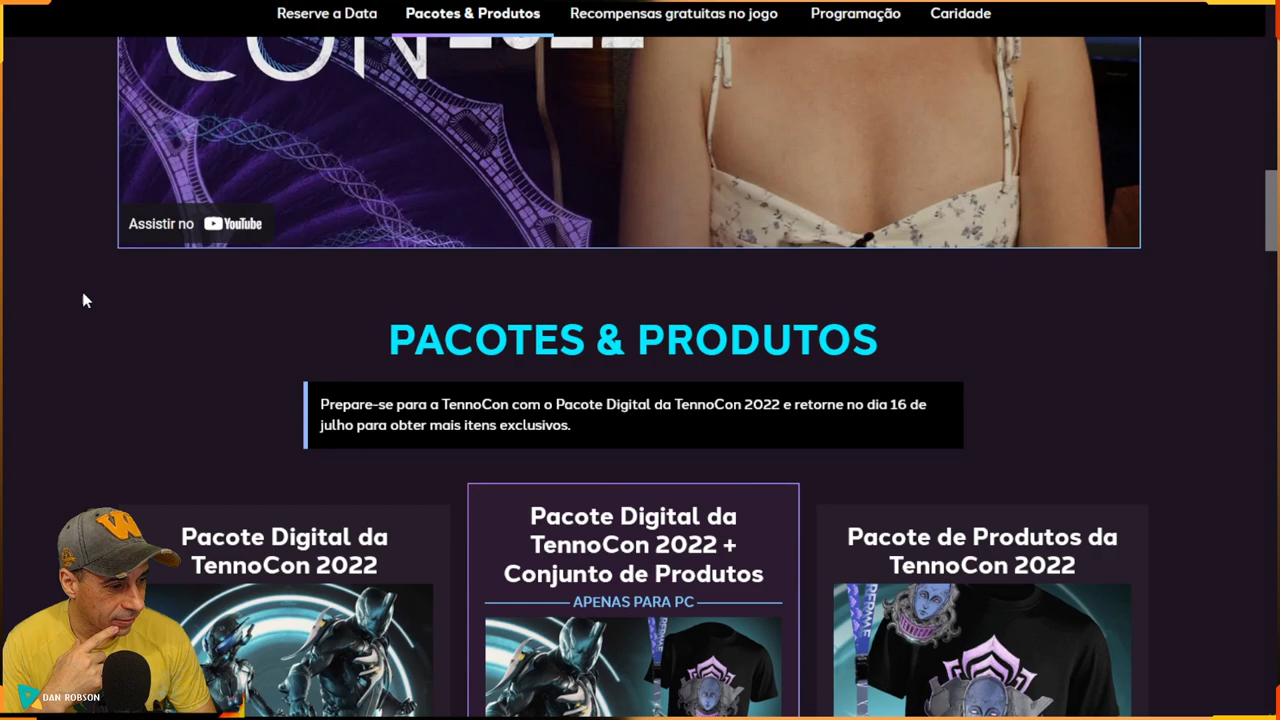 Reserve a Data Pacotes & Produtos Recompensas gratuitas no jogo Programação Caridade
CON 2022
Assistir no YouTube
PACOTES & PRODUTOS
Prepare-se para a TennoCon com o Pacote Digital da TennoCon 2022 e retorne no dia 16 de
julho para obter mais itens exclusivos.
Pacote Digital da
TennoCon 2022
Pacote Digital da
TennoCon 2022 +
Conjunto de Produtos
APENAS PARA PC
Pacote de Produtos da
TennoCon 2022
W
DAN ROBSON